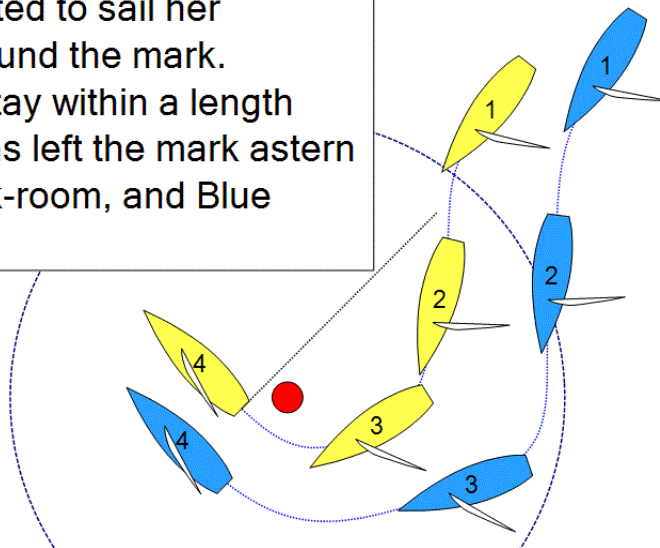 ted to sail her
und the mark.
tay within a length
s left the mark astern
-room, and Blue
1
1
2
2
4
3
4
3